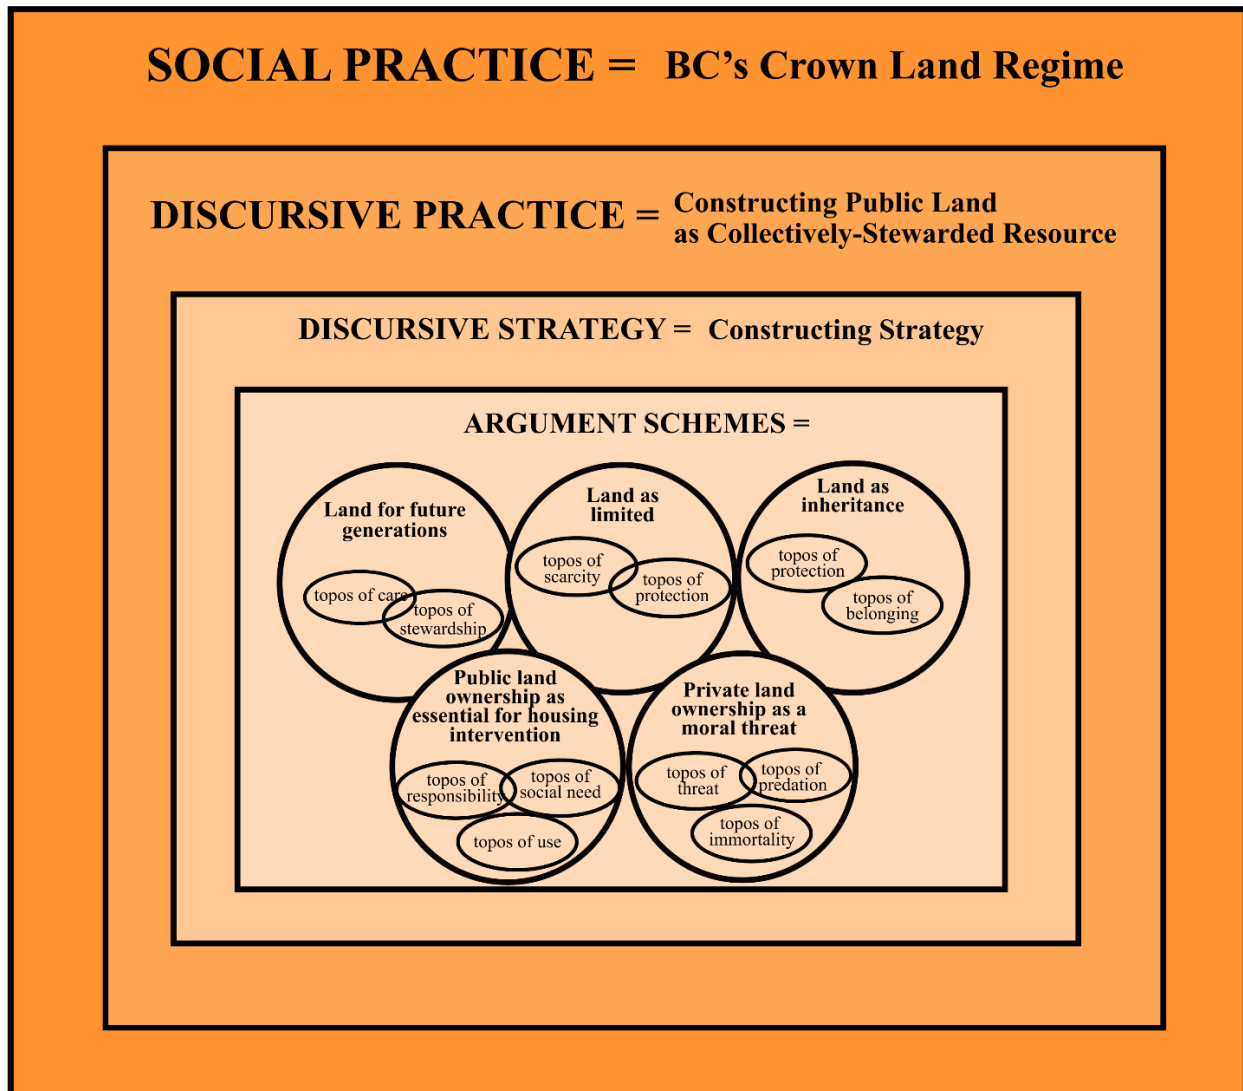 SOCIAL PRACTICE = BC’s Crown Land Regime
DISCURSIVE PRACTICE = Constructing Public Land
as Collectively-Stewarded Resource
DISCURSIVE STRATEGY = Constructing Strategy
ARGUMENT SCHEMES =
Land for future
generations
topos of care
topos of
stewardship
Land as
limited
topos of
scarcity
topos of
protection
Land as
inheritance
topos of
protection
topos of
belonging
Public land
ownership as
essential for housing
intervention
topos of
responsibility
topos of
social need
topos of use
Private land
ownership as a
moral threat
topos of
threat
topos of
predation
topos of
immortality